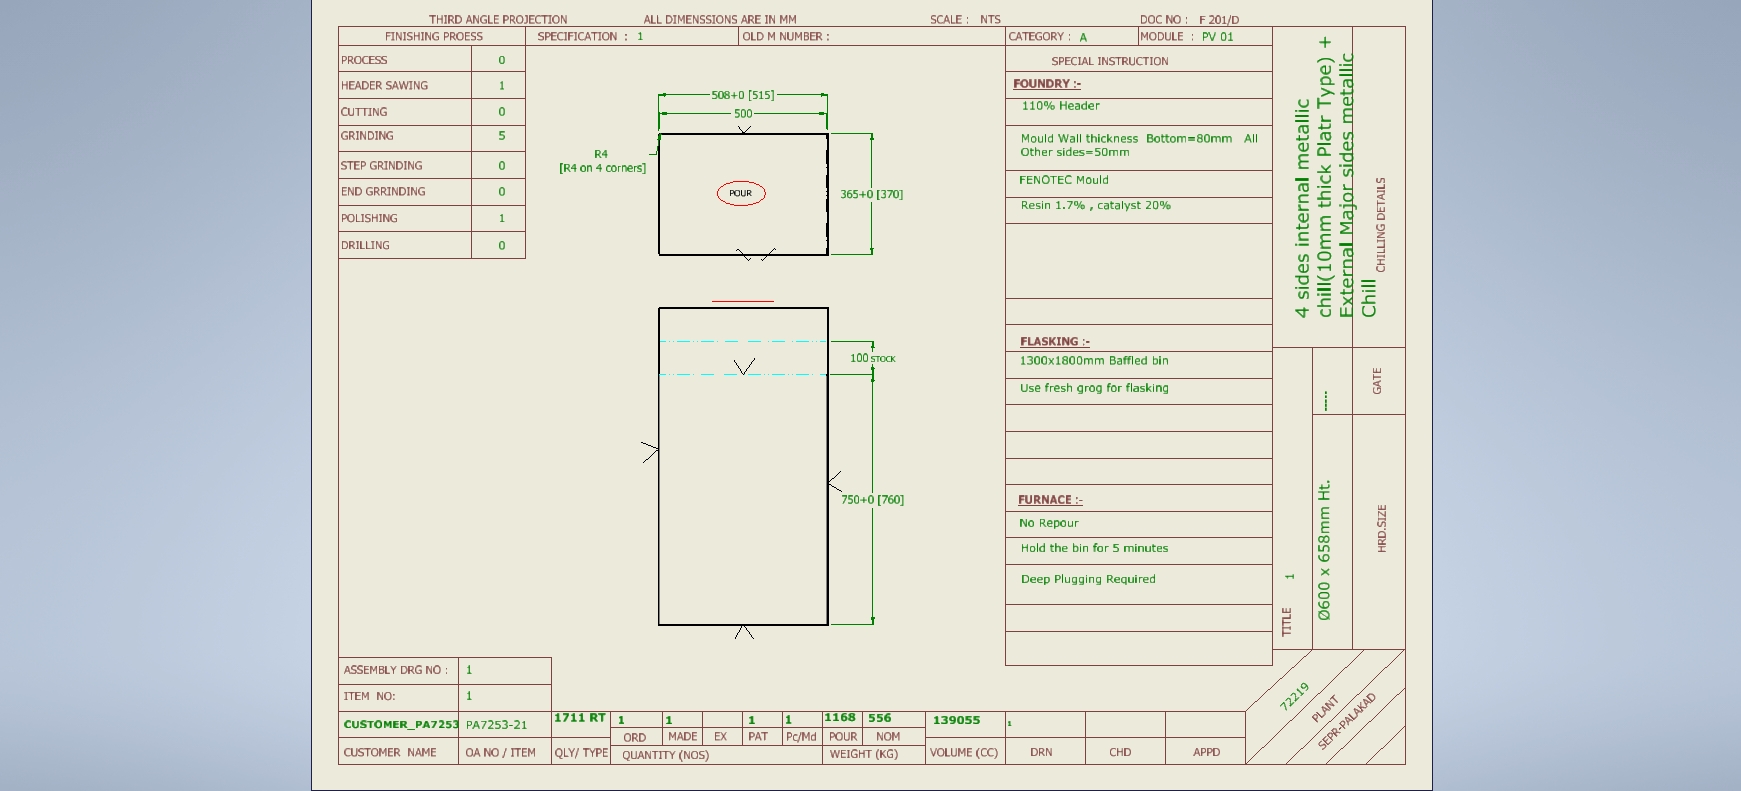 THIRD ANGLE PROJECTION ALL DIMENSSIONS ARE IN MM SCALE : NTS DOC NO : F 201/D
FINISHING PROESS SPECIFICATION : 1 OLD M NUMBER : CATEGORY : A MODULE : PV 01
PROCESS 0
HEADER SAWING 1
CUTTING 0
GRINDING 5
STEP GRINDING 0
END GRRINDING 0
POLISHING 1
DRILLING 0
508+0 [515]
500
R4
[R4 on 4 corners]
POUR
365+0 [370]
100 STOCK
750+0 [760]
SPECIAL INSTRUCTION
FOUNDRY :-
110% Header
Mould Wall thickness Bottom=80mm All
Other sides=50mm
FENOTEC Mould
Resin 1.7% , catalyst 20%
FLASKING :-
1300x1800mm Baffled bin
Use fresh grog for flasking
FURNACE :-
No Repour
Hold the bin for 5 minutes
Deep Plugging Required
4 sides internal metallic
chill(10mm thick Platr Type) +
External Major sides metallic
Chill
CHILLING DETAILS
-----
GATE
Ø600 x 658mm Ht.
HRD.SIZE
TITLE 1
72219
PLANT
SEPR-PALAKAD
ASSEMBLY DRG NO : 1
ITEM NO: 1
CUSTOMER_PA7253 PA7253-21 1711 RT 1 1 1 1 1168 556 139055 1
ORD MADE EX PAT Pc/Md POUR NOM
CUSTOMER NAME OA NO / ITEM QLY/ TYPE QUANTITY (NOS) WEIGHT (KG) VOLUME (CC) DRN CHD APPD